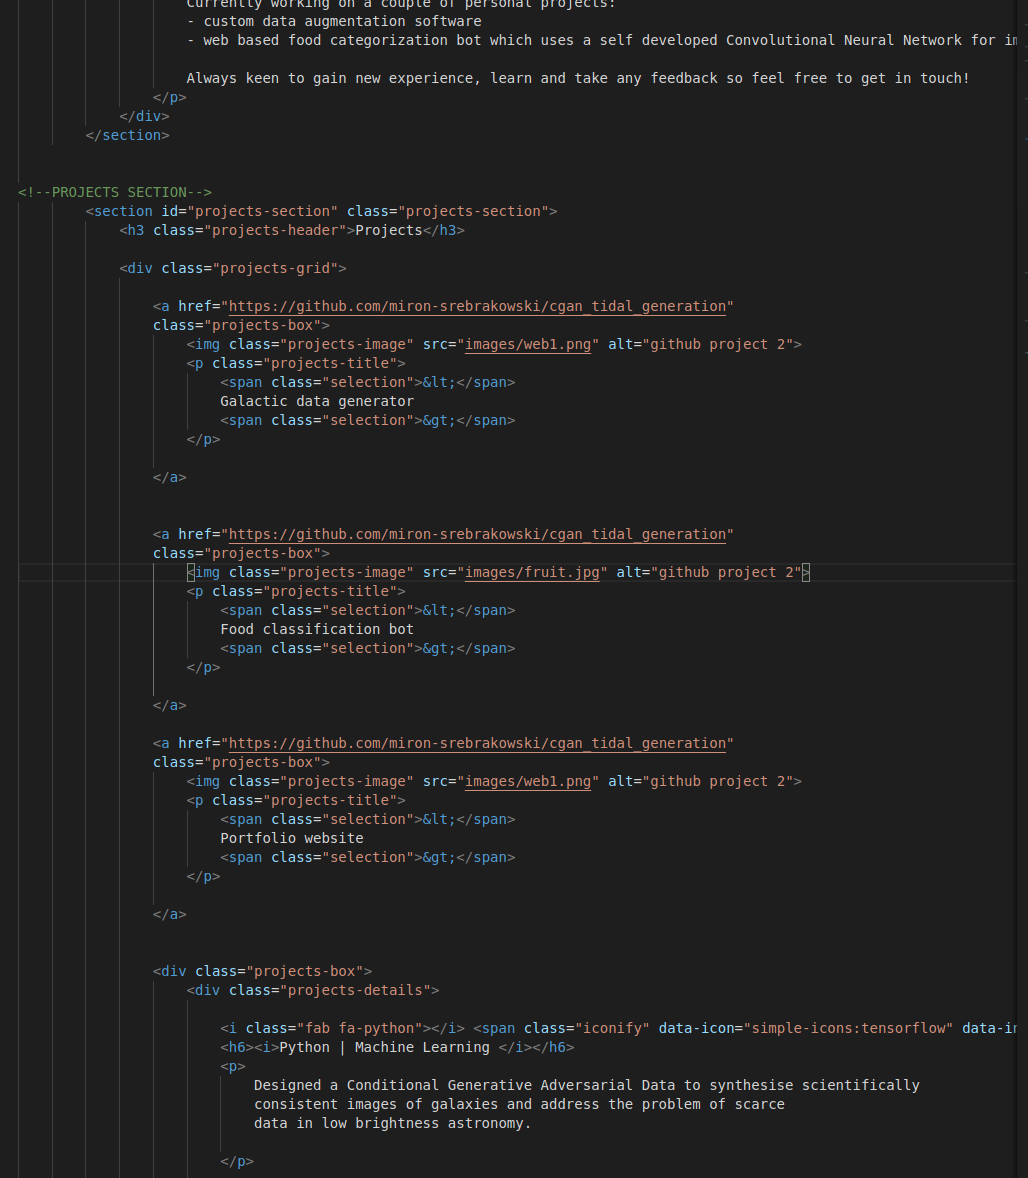 Currently working on a couple of personal projects:
- custom data augmentation software
- web based food categorization bot which uses a self developed Convolutional Neural Network for
Always keen to gain new experience, learn and take any feedback so feel free to get in touch!
</p>
</div>
</section>
<!--PROJECTS SECTION-->
<section id="projects-section" class="projects-section">
<h3 class="projects-header">Projects</h3>
<div class="projects-grid">
<a href="https://github.com/miron-srebrakowski/cgan_tidal_generation"
class="projects-box">
<img class="projects-image" src="images/web1.png" alt="github project 2">
<p class="projects-title">
<span class="selection">&lt;</span>
Galactic data generator
<span class="selection">&gt;</span>
</p>
</a>
<a href="https://github.com/miron-srebrakowski/cgan_tidal_generation"
class="projects-box">
<img class="projects-image" src="images/fruit.jpg" alt="github project 2">
<p class="projects-title">
<span class="selection">&lt;</span>
Food classification bot
<span class="selection">&gt;</span>
</p>
</a>
<a href="https://github.com/miron-srebrakowski/cgan_tidal_generation"
class="projects-box">
<img class="projects-image" src="images/web1.png" alt="github project 2">
<p class="projects-title">
<span class="selection">&lt;</span>
Portfolio website
<span class="selection">&gt;</span>
</p>
</a>
<div class="projects-box">
<div class="projects-details">
<i class="fab fa-python"></i> <span class="iconify" data-icon="simple-icons:tensorflow"
<h6><i>Python | Machine Learning </i></h6>
<p>
Designed a Conditional Generative Adversarial Data to synthesise scientifically
consistent images of galaxies and address the problem of scarce
data in low brightness astronomy.
</p>